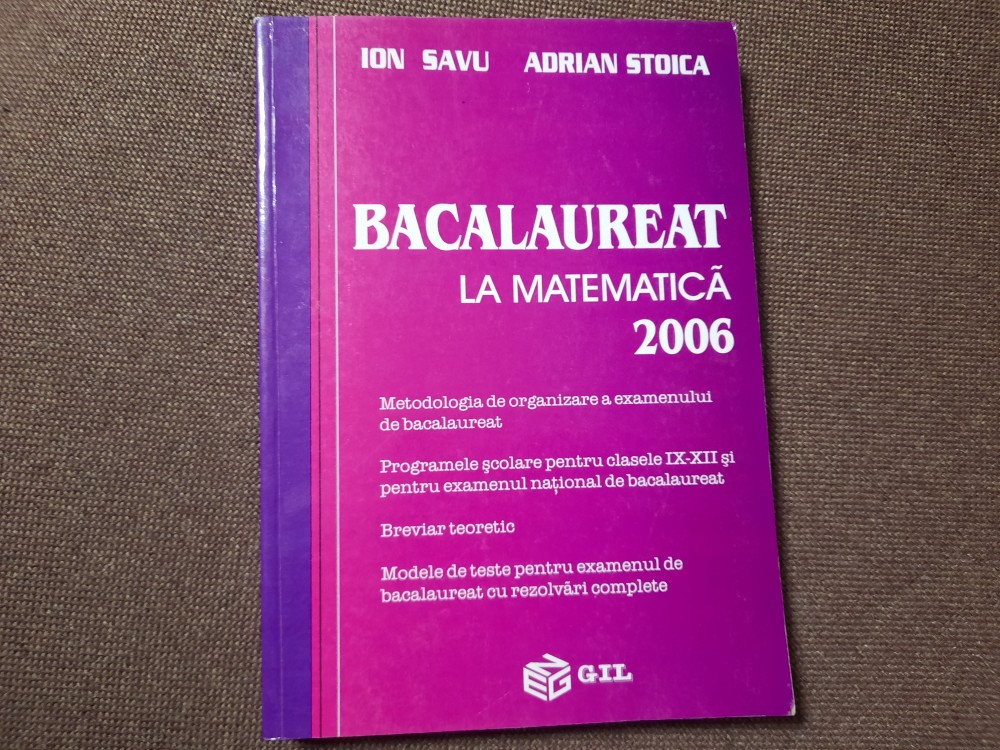 ION SAVU ADRIAN STOICA
BACALAUREAT
LA MATEMATICÃ
2006
Metodologia de organizare a examenului
de bacalaureat
Programele şcolare pentru clasele IX-XII şi
pentru examenul naţional de bacalaureat
Breviar teoretic
Modele de teste pentru examenul de
bacalaureat cu rezolvări complete
GIL